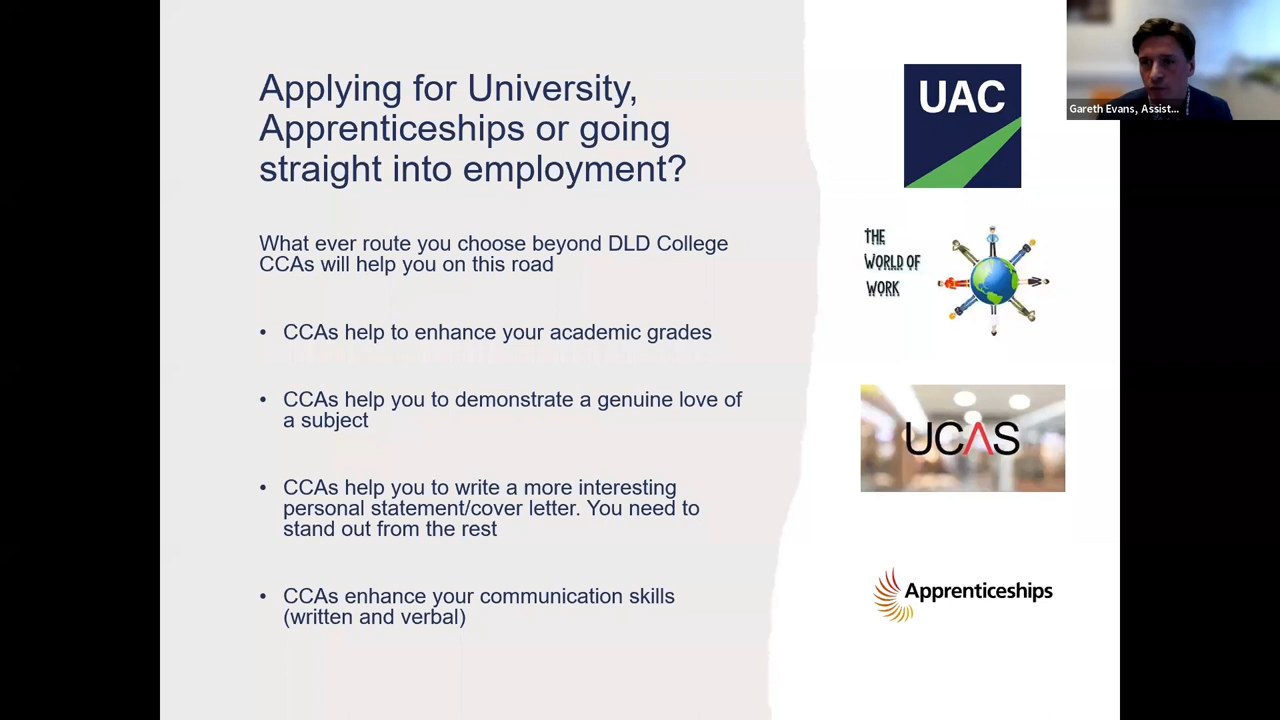 Applying for University,
Apprenticeships or going
straight into employment?
What ever route you choose beyond DLD College
CCAs will help you on this road
• CCAs help to enhance your academic grades
• CCAs help you to demonstrate a genuine love of
a subject
• CCAs help you to write a more interesting
personal statement/cover letter. You need to
stand out from the rest
• CCAs enhance your communication skills
(written and verbal)
UAC
THE
WORLD OF
WORK
UCAS
Apprenticeships
Gareth Evans, Assist...